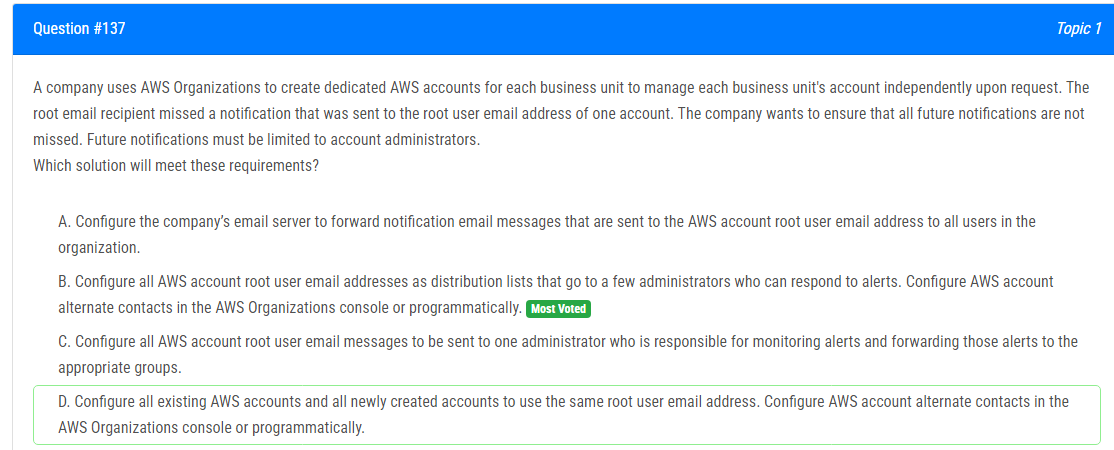 Question #137
Topic 1
A company uses AWS Organizations to create dedicated AWS accounts for each business unit to manage each business unit's account independently upon request. The
root email recipient missed a notification that was sent to the root user email address of one account. The company wants to ensure that all future notifications are not
missed. Future notifications must be limited to account administrators.
Which solution will meet these requirements?
A. Configure the company's email server to forward notification email messages that are sent to the AWS account root user email address to all users in the
organization.
B. Configure all AWS account root user email addresses as distribution lists that go to a few administrators who can respond to alerts. Configure AWS account
alternate contacts in the AWS Organizations console or programmatically. Most Voted
C. Configure all AWS account root user email messages to be sent to one administrator who is responsible for monitoring alerts and forwarding those alerts to the
appropriate groups.
D. Configure all existing AWS accounts and all newly created accounts to use the same root user email address. Configure AWS account alternate contacts in the
AWS Organizations console or programmatically.